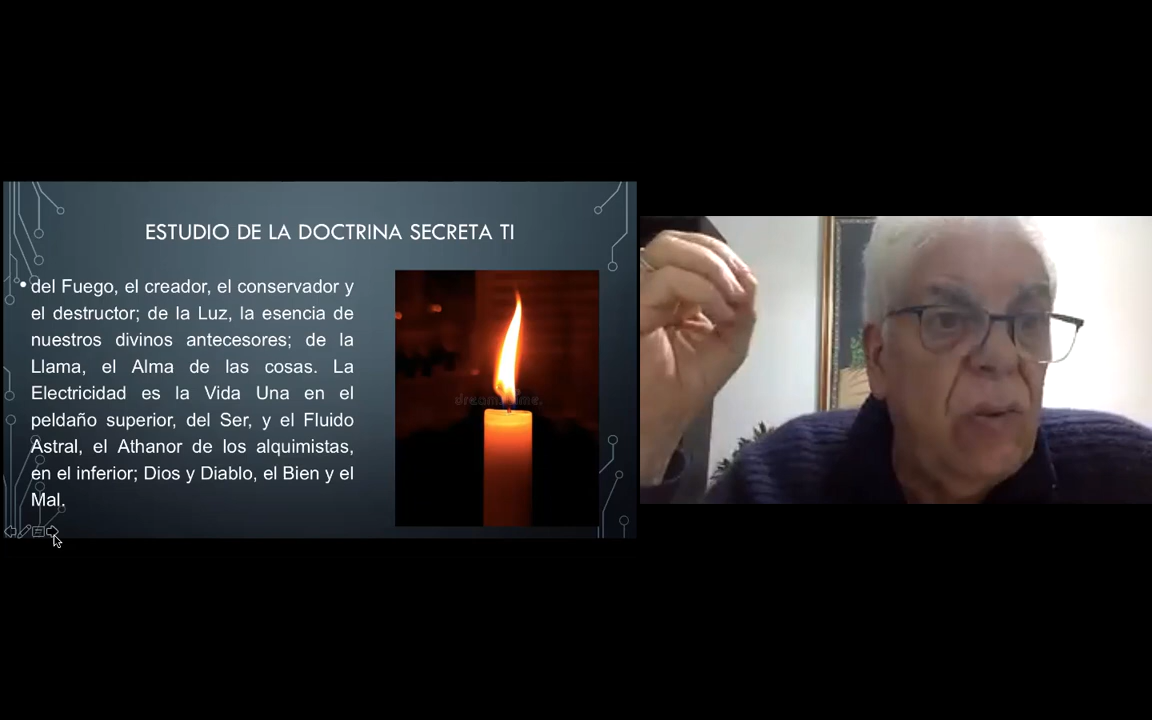 ESTUDIO DE LA DOCTRINA SECRETA TI
• del Fuego, el creador, el conservador y
el destructor; de la Luz, la esencia de
nuestros divinos antecesores; de la
Llama, el Alma de las cosas. La
Electricidad es la Vida Una en el
peldaño superior, del Ser, y el Fluido
Astral, el Athanor de los alquimistas,
en el inferior; Dios y Diablo, el Bien y el
Mal.